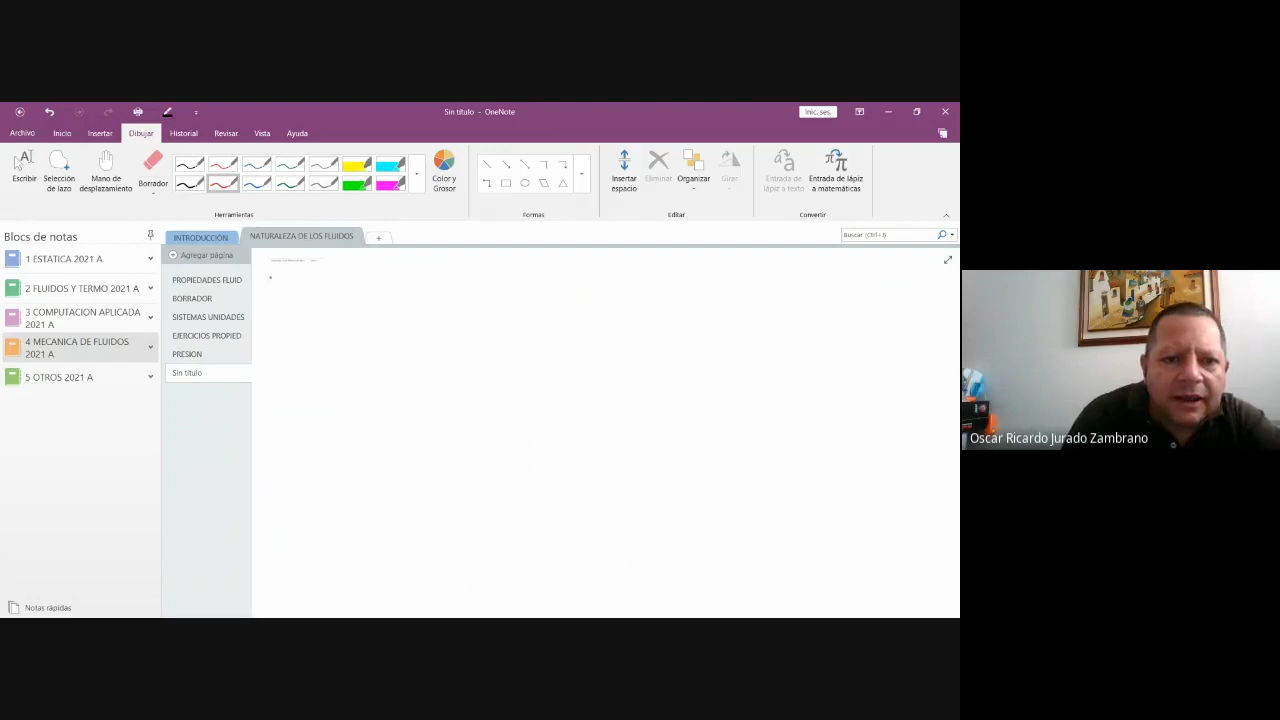 Sin título - OneNote
Inic. ses.
Archivo Inicio Insertar Dibujar Historial Revisar Vista Ayuda
Escribir
Selección de lazo
Mano de desplazamiento
Borrador
Color y Grosor
Insertar espacio
Eliminar
Organizar
Girar
Entrada de lápiz a texto
Entrada de lápiz a matemáticas
Herramientas
Formas
Editar
Convertir
Blocs de notas
1 ESTATICA 2021 A
2 FLUIDOS Y TERMO 2021 A
3 COMPUTACION APLICADA 2021 A
4 MECANICA DE FLUIDOS 2021 A
5 OTROS 2021 A
Notas rápidas
INTRODUCCIÓN
NATURALEZA DE LOS FLUIDOS
+
Buscar (Ctrl+J)
Agregar página
PROPIEDADES FLUID
BORRADOR
SISTEMAS UNIDADES
EJERCICIOS PROPIED
PRESION
Sin título
Oscar Ricardo Jurado Zambrano